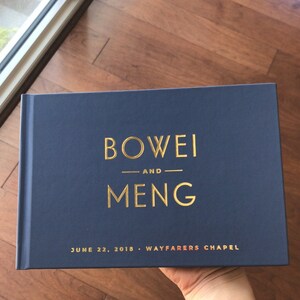 BOWEI
AND
MENG
JUNE 22, 2018 · WAYFARERS CHAPEL